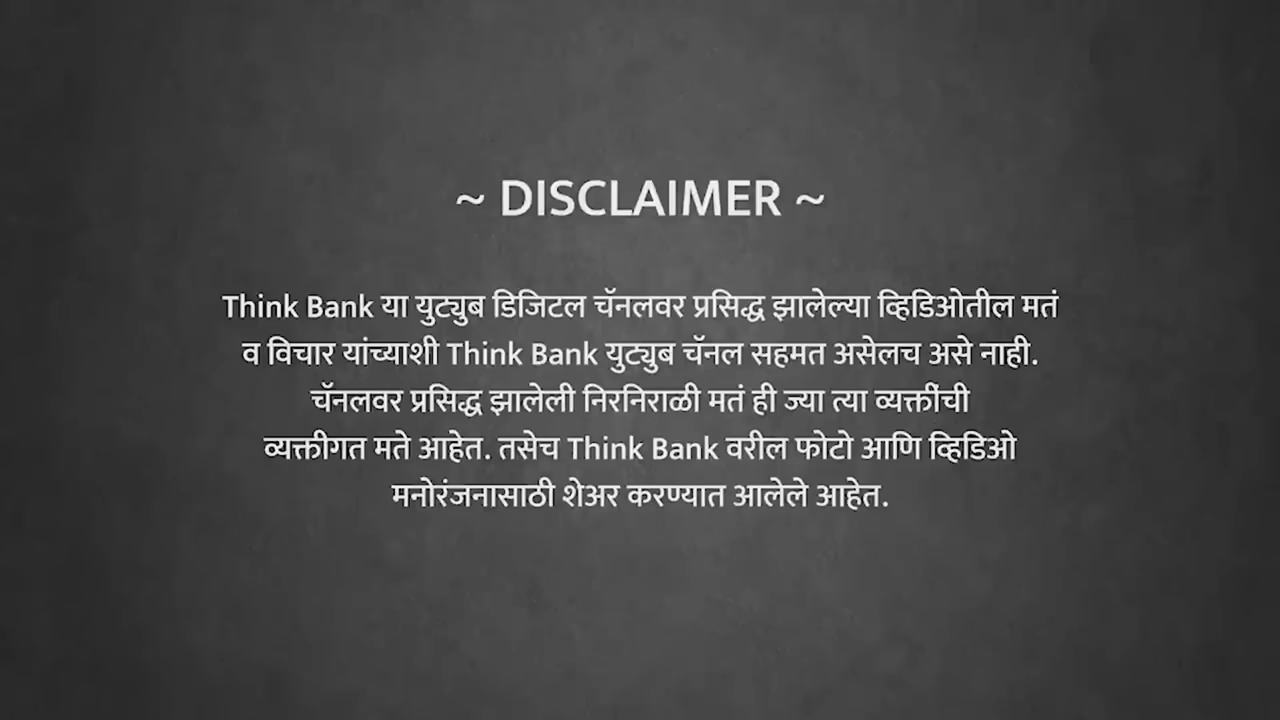 ~ DISCLAIMER ~
Think Bank या युट्युब डिजिटल चॅनलवर प्रसिद्ध झालेल्या व्हिडिओतील मतं
व विचार यांच्याशी Think Bank युट्युब चॅनल सहमत असेलच असे नाही.
चॅनलवर प्रसिद्ध झालेली निरनिराळी मतं ही ज्या त्या व्यक्तींची
व्यक्तीगत मते आहेत. तसेच Think Bank वरील फोटो आणि व्हिडिओ
मनोरंजनासाठी शेअर करण्यात आलेले आहेत.